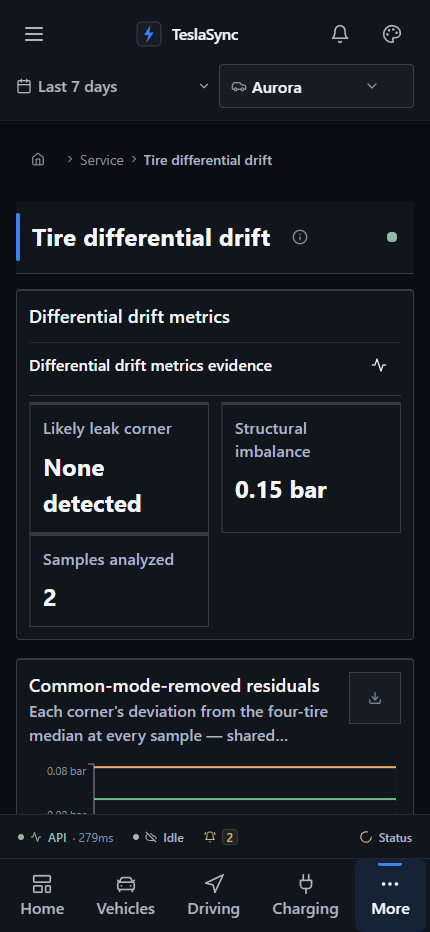 TeslaSync
Last 7 days
Aurora
Service
Tire differential drift
Tire differential drift
Differential drift metrics
Differential drift metrics evidence
Likely leak corner
None
detected
Structural
imbalance
0.15 bar
Samples analyzed
2
Common-mode-removed residuals
Each corner's deviation from the four-tire
median at every sample — shared...
0.08 bar
API · 279ms
Idle
2
Status
Home
Vehicles
Driving
Charging
More